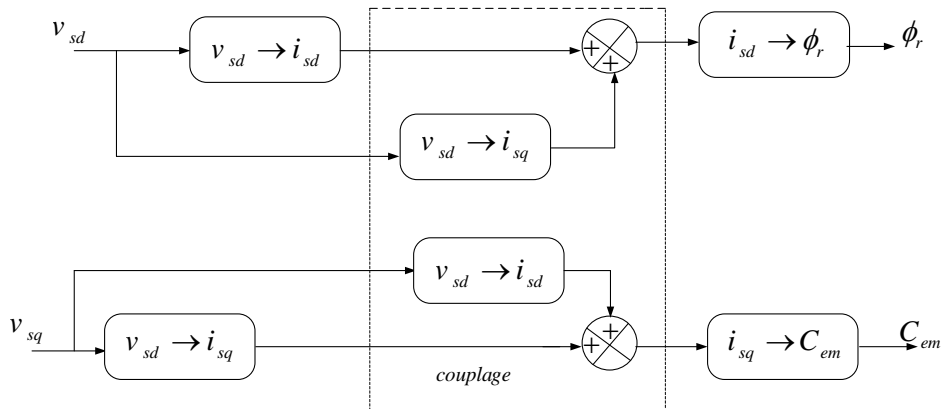 v_sd
v_sd → i_sd
+
+
i_sd → ϕ_r
ϕ_r
v_sd → i_sq
v_sd → i_sd
v_sq
v_sd → i_sq
+
+
i_sq → C_em
C_em
couplage